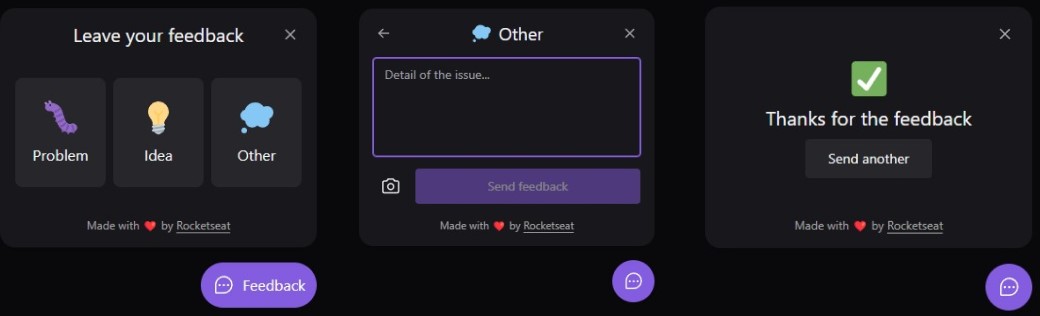 Leave your feedback
Problem
Idea
Other
Made with ❤️ by Rocketseat
Feedback
Other
Detail of the issue...
Send feedback
Made with ❤️ by Rocketseat
Thanks for the feedback
Send another
Made with ❤️ by Rocketseat